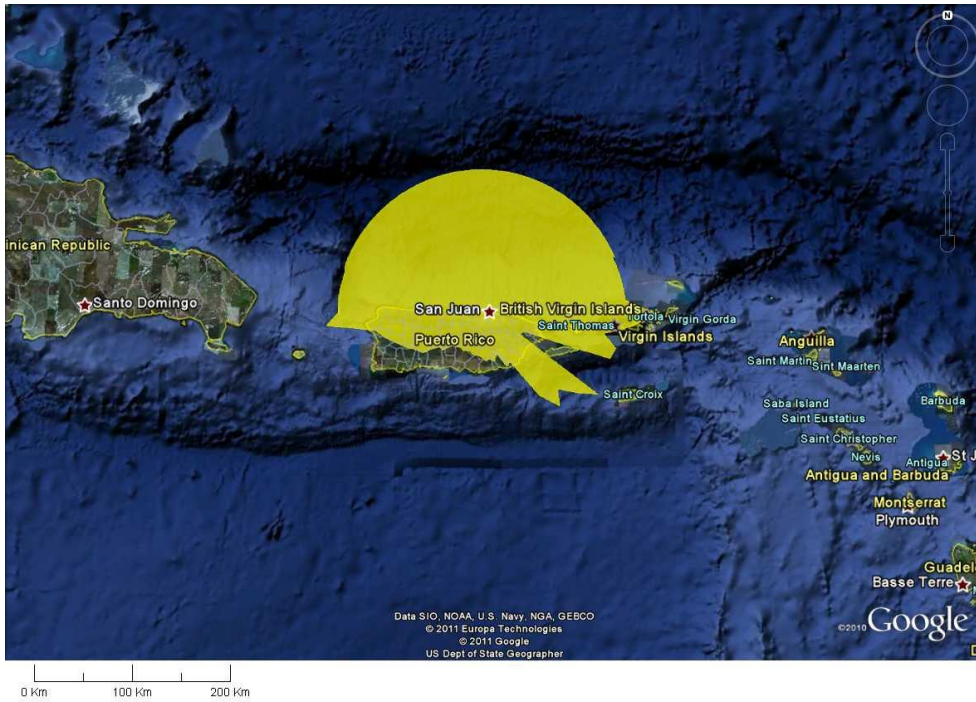 N
inican Republic
Santo Domingo
San Juan
British Virgin Islands
Saint Thomas
Tortola
Virgin Gorda
Puerto Rico
Virgin Islands
Anguilla
Saint Martin
Sint Maarten
Saint Croix
Barbuda
Saba Island
Saint Eustatius
Saint Christopher
Nevis
Antigua
St J
Antigua and Barbuda
Montserrat
Plymouth
Guadel
Basse Terre
Data SIO, NOAA, U.S. Navy, NGA, GEBCO
© 2011 Europa Technologies
© 2011 Google
US Dept of State Geographer
©2010 Google
0 Km
100 Km
200 Km